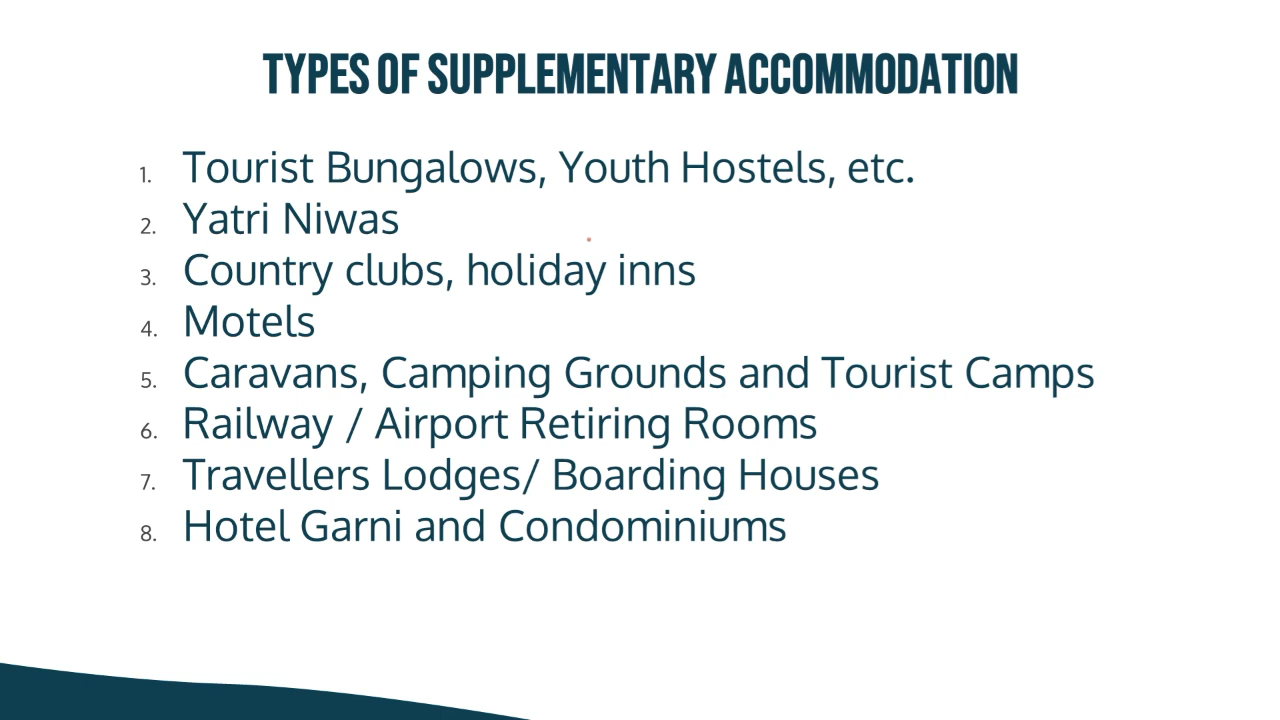 TYPES OF SUPPLEMENTARY ACCOMMODATION
1. Tourist Bungalows, Youth Hostels, etc.
2. Yatri Niwas
3. Country clubs, holiday inns
4. Motels
5. Caravans, Camping Grounds and Tourist Camps
6. Railway / Airport Retiring Rooms
7. Travellers Lodges/ Boarding Houses
8. Hotel Garni and Condominiums